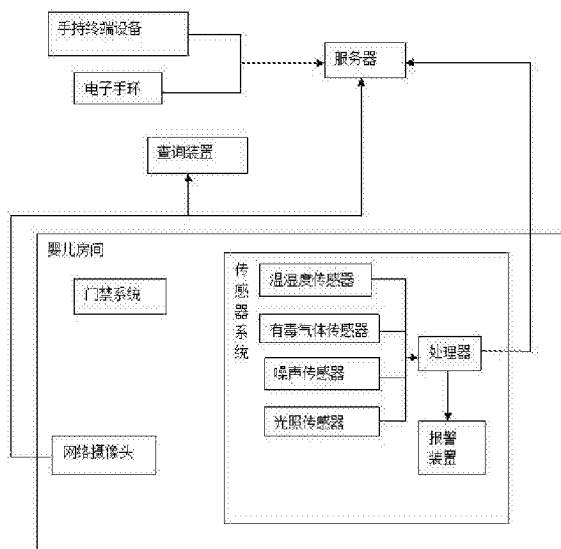 手持终端设备
服务器
电子手环
查询装置
婴儿房间
传感器系统
温湿度传感器
门禁系统
有毒气体传感器
处理器
噪声传感器
光照传感器
报警
装置
网络摄像头